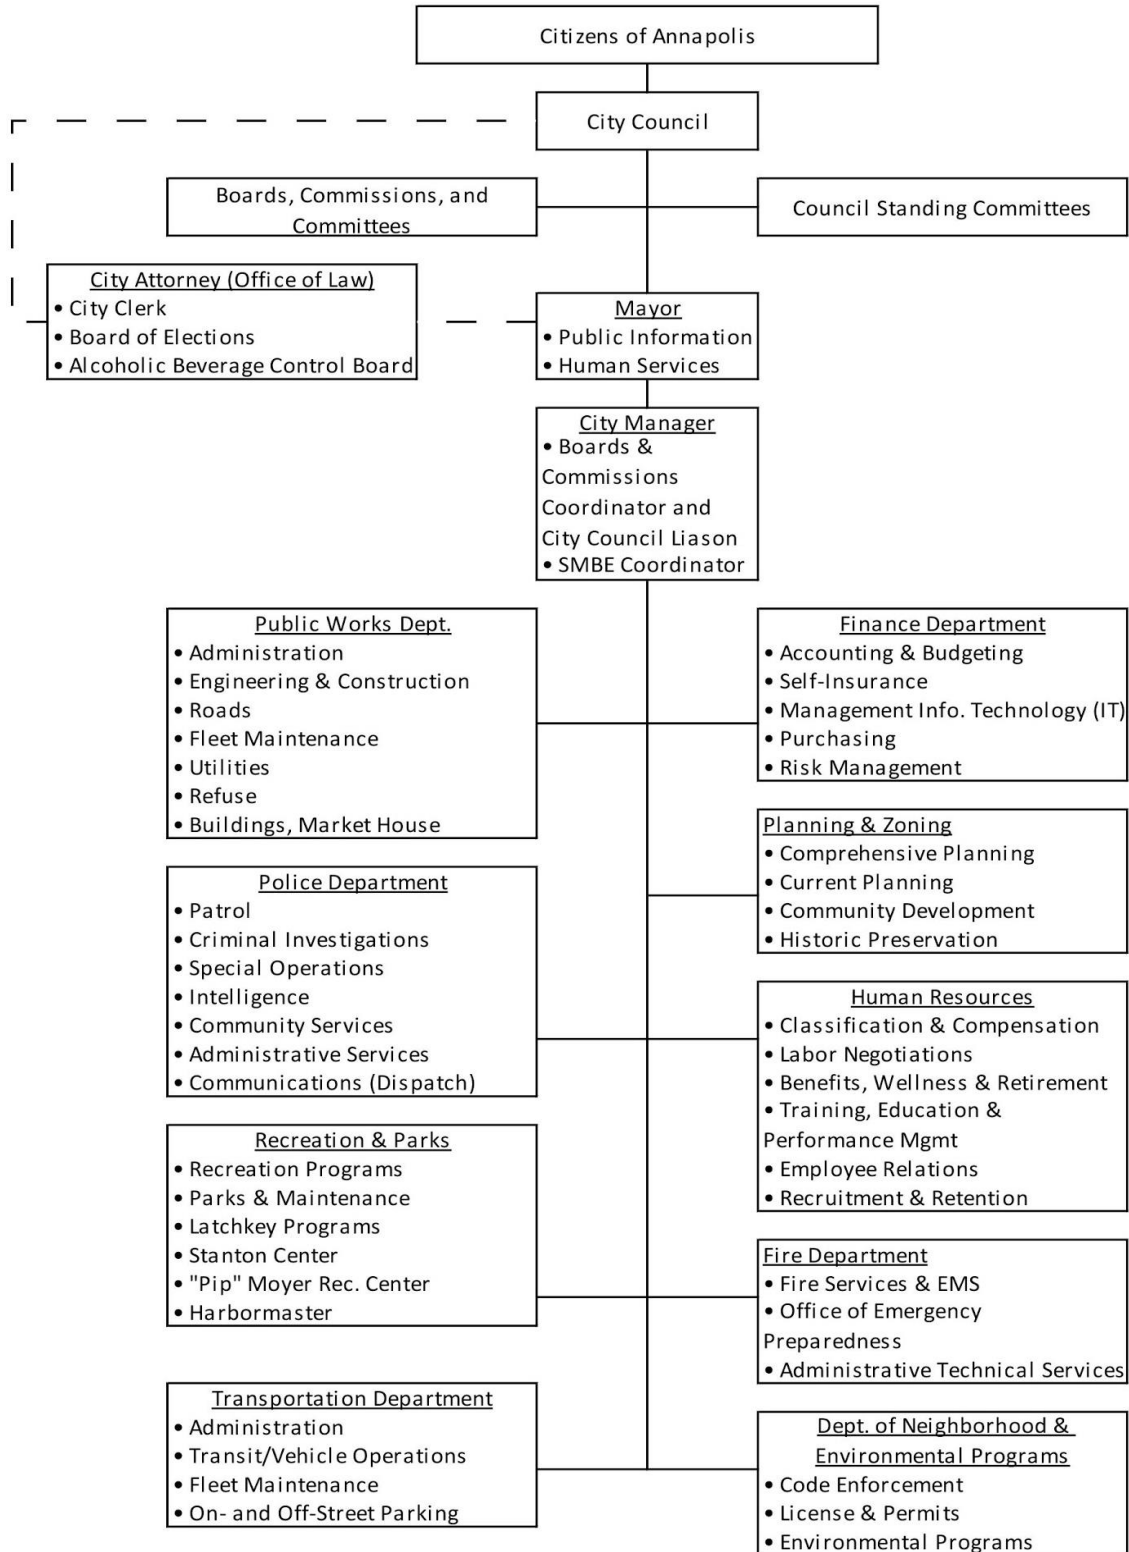 Citizens of Annapolis
City Council
Boards, Commissions, and
Committees
Council Standing Committees
City Attorney (Office of Law)
• City Clerk
• Board of Elections
• Alcoholic Beverage Control Board
Mayor
• Public Information
• Human Services
City Manager
• Boards &
Commissions
Coordinator and
City Council Liason
• SMBE Coordinator
Public Works Dept.
• Administration
• Engineering & Construction
• Roads
• Fleet Maintenance
• Utilities
• Refuse
• Buildings, Market House
Finance Department
• Accounting & Budgeting
• Self-Insurance
• Management Info. Technology (IT)
• Purchasing
• Risk Management
Planning & Zoning
• Comprehensive Planning
• Current Planning
• Community Development
• Historic Preservation
Police Department
• Patrol
• Criminal Investigations
• Special Operations
• Intelligence
• Community Services
• Administrative Services
• Communications (Dispatch)
Human Resources
• Classification & Compensation
• Labor Negotiations
• Benefits, Wellness & Retirement
• Training, Education &
Performance Mgmt
• Employee Relations
• Recruitment & Retention
Recreation & Parks
• Recreation Programs
• Parks & Maintenance
• Latchkey Programs
• Stanton Center
• "Pip" Moyer Rec. Center
• Harbormaster
Fire Department
• Fire Services & EMS
• Office of Emergency
Preparedness
• Administrative Technical Services
Transportation Department
• Administration
• Transit/Vehicle Operations
• Fleet Maintenance
• On- and Off-Street Parking
Dept. of Neighborhood &
Environmental Programs
• Code Enforcement
• License & Permits
• Environmental Programs